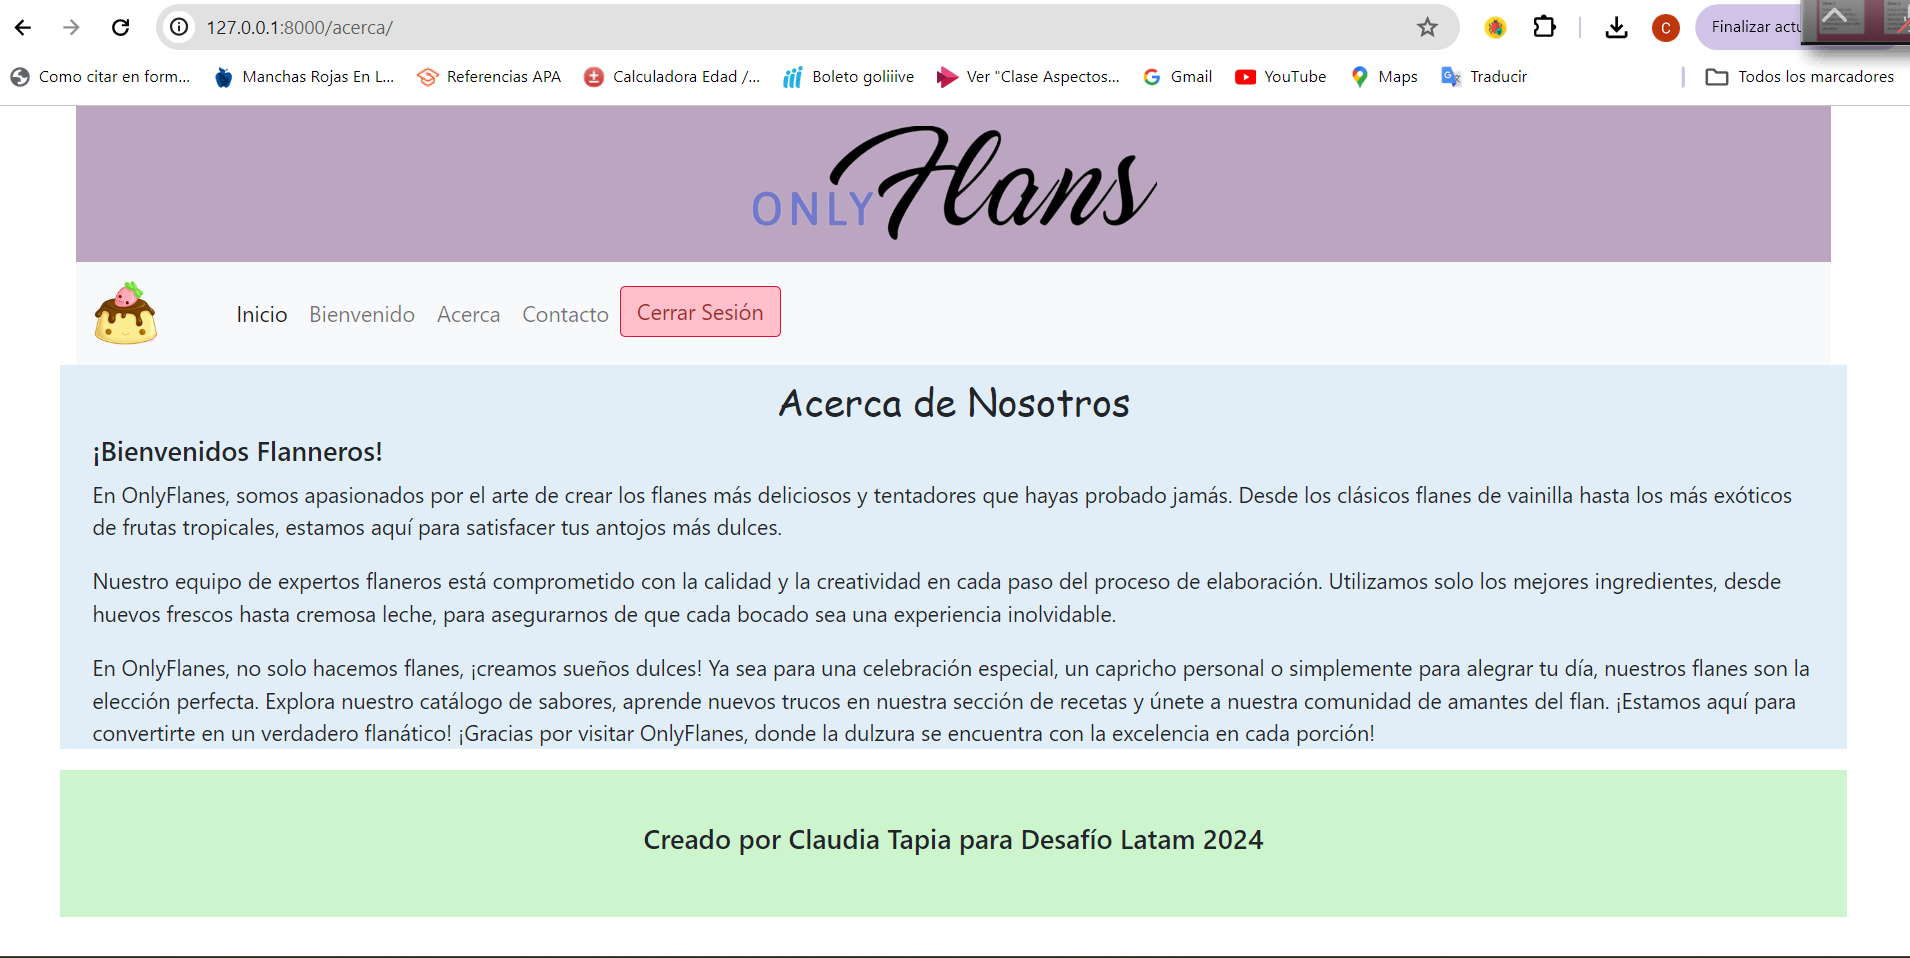 127.0.0.1:8000/acerca/
C
Finalizar actu
Como citar en form...
Manchas Rojas En L...
Referencias APA
Calculadora Edad /...
Boleto goliiive
Ver "Clase Aspectos...
Gmail
YouTube
Maps
Traducir
Todos los marcadores
ONLY Flans
Inicio
Bienvenido
Acerca
Contacto
Cerrar Sesión
Acerca de Nosotros
¡Bienvenidos Flanneros!
En OnlyFlanes, somos apasionados por el arte de crear los flanes más deliciosos y tentadores que hayas probado jamás. Desde los clásicos flanes de vainilla hasta los más exóticos
de frutas tropicales, estamos aquí para satisfacer tus antojos más dulces.
Nuestro equipo de expertos flaneros está comprometido con la calidad y la creatividad en cada paso del proceso de elaboración. Utilizamos solo los mejores ingredientes, desde
huevos frescos hasta cremosa leche, para asegurarnos de que cada bocado sea una experiencia inolvidable.
En OnlyFlanes, no solo hacemos flanes, ¡creamos sueños dulces! Ya sea para una celebración especial, un capricho personal o simplemente para alegrar tu día, nuestros flanes son la
elección perfecta. Explora nuestro catálogo de sabores, aprende nuevos trucos en nuestra sección de recetas y únete a nuestra comunidad de amantes del flan. ¡Estamos aquí para
convertirte en un verdadero flanático! ¡Gracias por visitar OnlyFlanes, donde la dulzura se encuentra con la excelencia en cada porción!
Creado por Claudia Tapia para Desafío Latam 2024